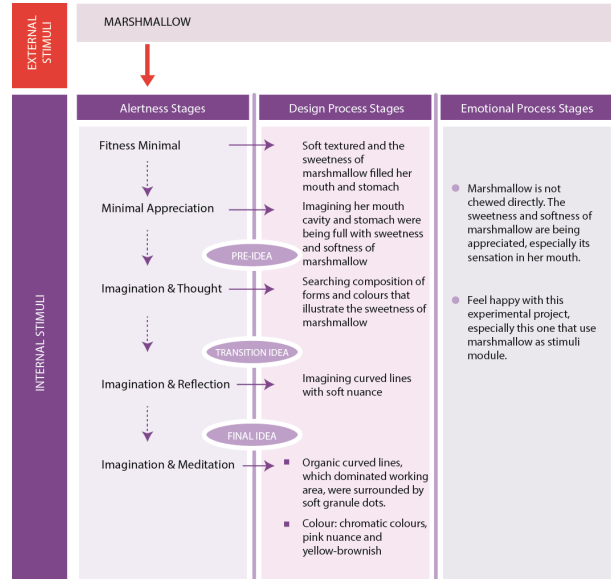 EXTERNAL
STIMULI
MARSHMALLOW
INTERNAL STIMULI
Alertness Stages
Design Process Stages
Emotional Process Stages
Fitness Minimal
Soft textured and the
sweetness of
marshmallow filled her
mouth and stomach
Minimal Appreciation
Imagining her mouth
cavity and stomach were
being full with sweetness
and softness of
marshmallow
PRE-IDEA
Imagination & Thought
Searching composition of
forms and colours that
illustrate the sweetness of
marshmallow
TRANSITION IDEA
Imagination & Reflection
Imagining curved lines
with soft nuance
FINAL IDEA
Imagination & Meditation
Organic curved lines,
which dominated working
area, were surrounded by
soft granule dots.
Colour: chromatic colours,
pink nuance and
yellow-brownish
Marshmallow is not
chewed directly. The
sweetness and softness of
marshmallow are being
appreciated, especially its
sensation in her mouth.
Feel happy with this
experimental project,
especially this one that use
marshmallow as stimuli
module.